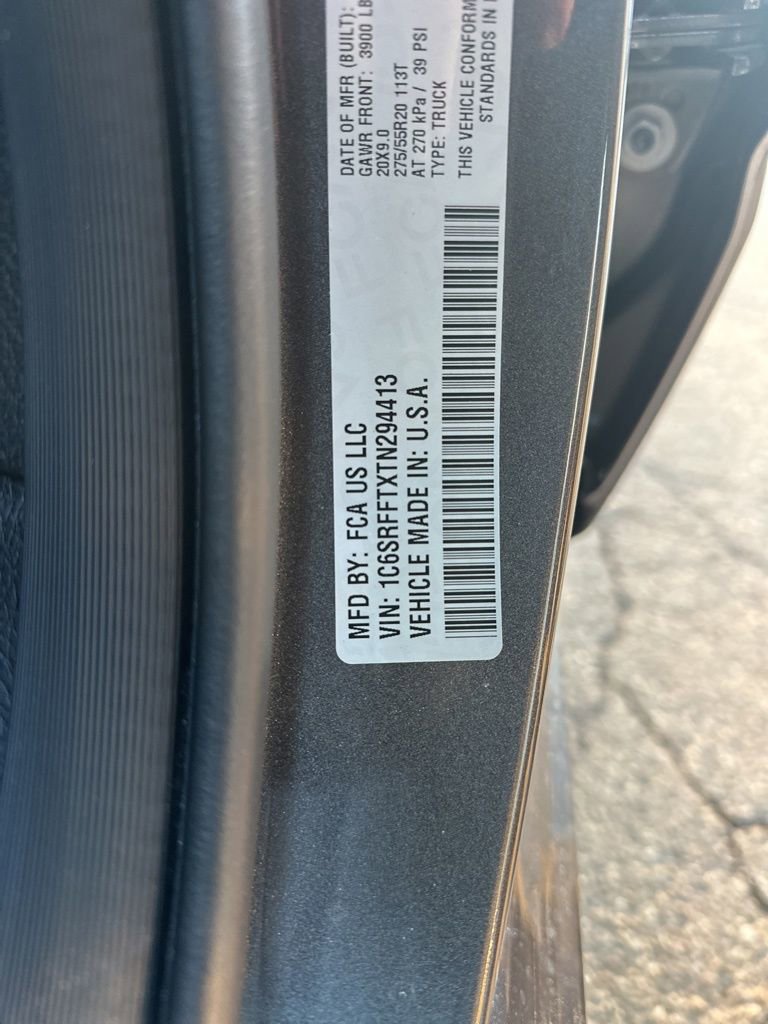 MFD BY: FCA US LLC
VIN: 1C6SRFFTXTN294413
VEHICLE MADE IN: U.S.A.
DATE OF MFR (BUILT):
GAWR FRONT: 3900 LB
20X9.0
275/55R20 113T
AT 270 kPa / 39 PSI
TYPE: TRUCK
THIS VEHICLE CONFORM
STANDARDS IN